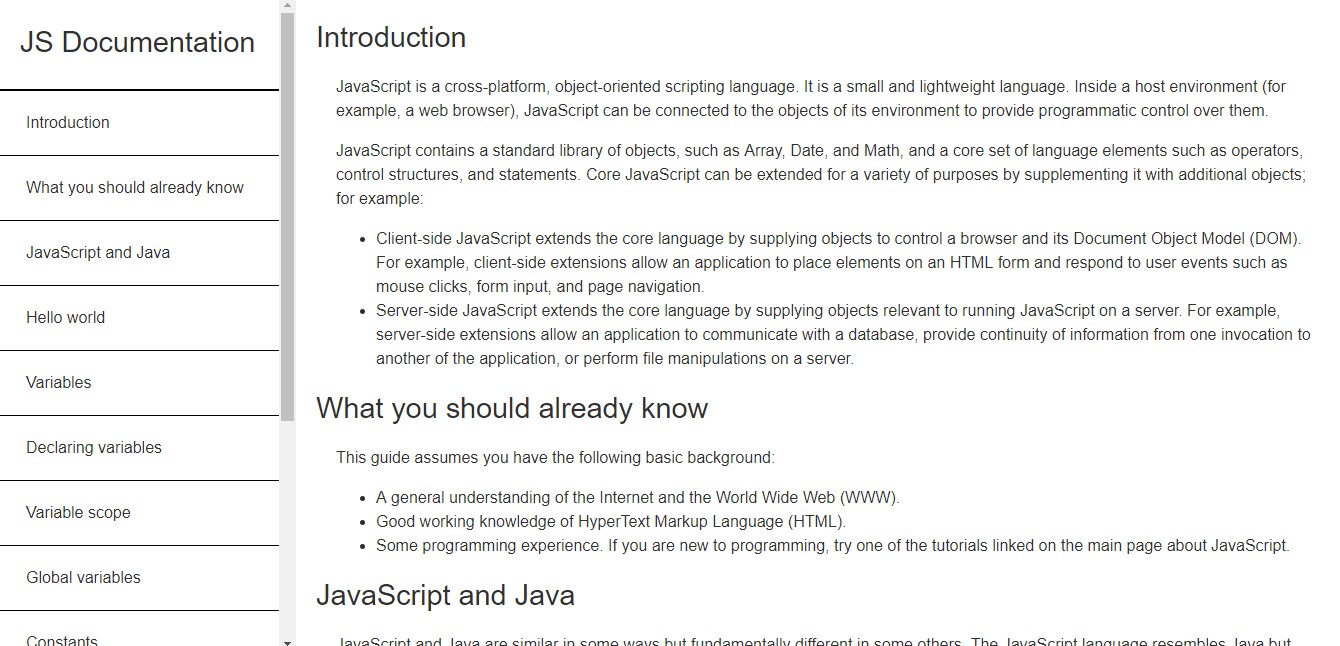 JS Documentation
Introduction
What you should already know
JavaScript and Java
Hello world
Variables
Declaring variables
Variable scope
Global variables
Constants
Introduction
JavaScript is a cross-platform, object-oriented scripting language. It is a small and lightweight language. Inside a host environment (for
example, a web browser), JavaScript can be connected to the objects of its environment to provide programmatic control over them.
JavaScript contains a standard library of objects, such as Array, Date, and Math, and a core set of language elements such as operators,
control structures, and statements. Core JavaScript can be extended for a variety of purposes by supplementing it with additional objects;
for example:
• Client-side JavaScript extends the core language by supplying objects to control a browser and its Document Object Model (DOM).
For example, client-side extensions allow an application to place elements on an HTML form and respond to user events such as
mouse clicks, form input, and page navigation.
• Server-side JavaScript extends the core language by supplying objects relevant to running JavaScript on a server. For example,
server-side extensions allow an application to communicate with a database, provide continuity of information from one invocation to
another of the application, or perform file manipulations on a server.
What you should already know
This guide assumes you have the following basic background:
• A general understanding of the Internet and the World Wide Web (WWW).
• Good working knowledge of HyperText Markup Language (HTML).
• Some programming experience. If you are new to programming, try one of the tutorials linked on the main page about JavaScript.
JavaScript and Java
JavaScript and Java are similar in some ways but fundamentally different in some others. The JavaScript language resembles Java but